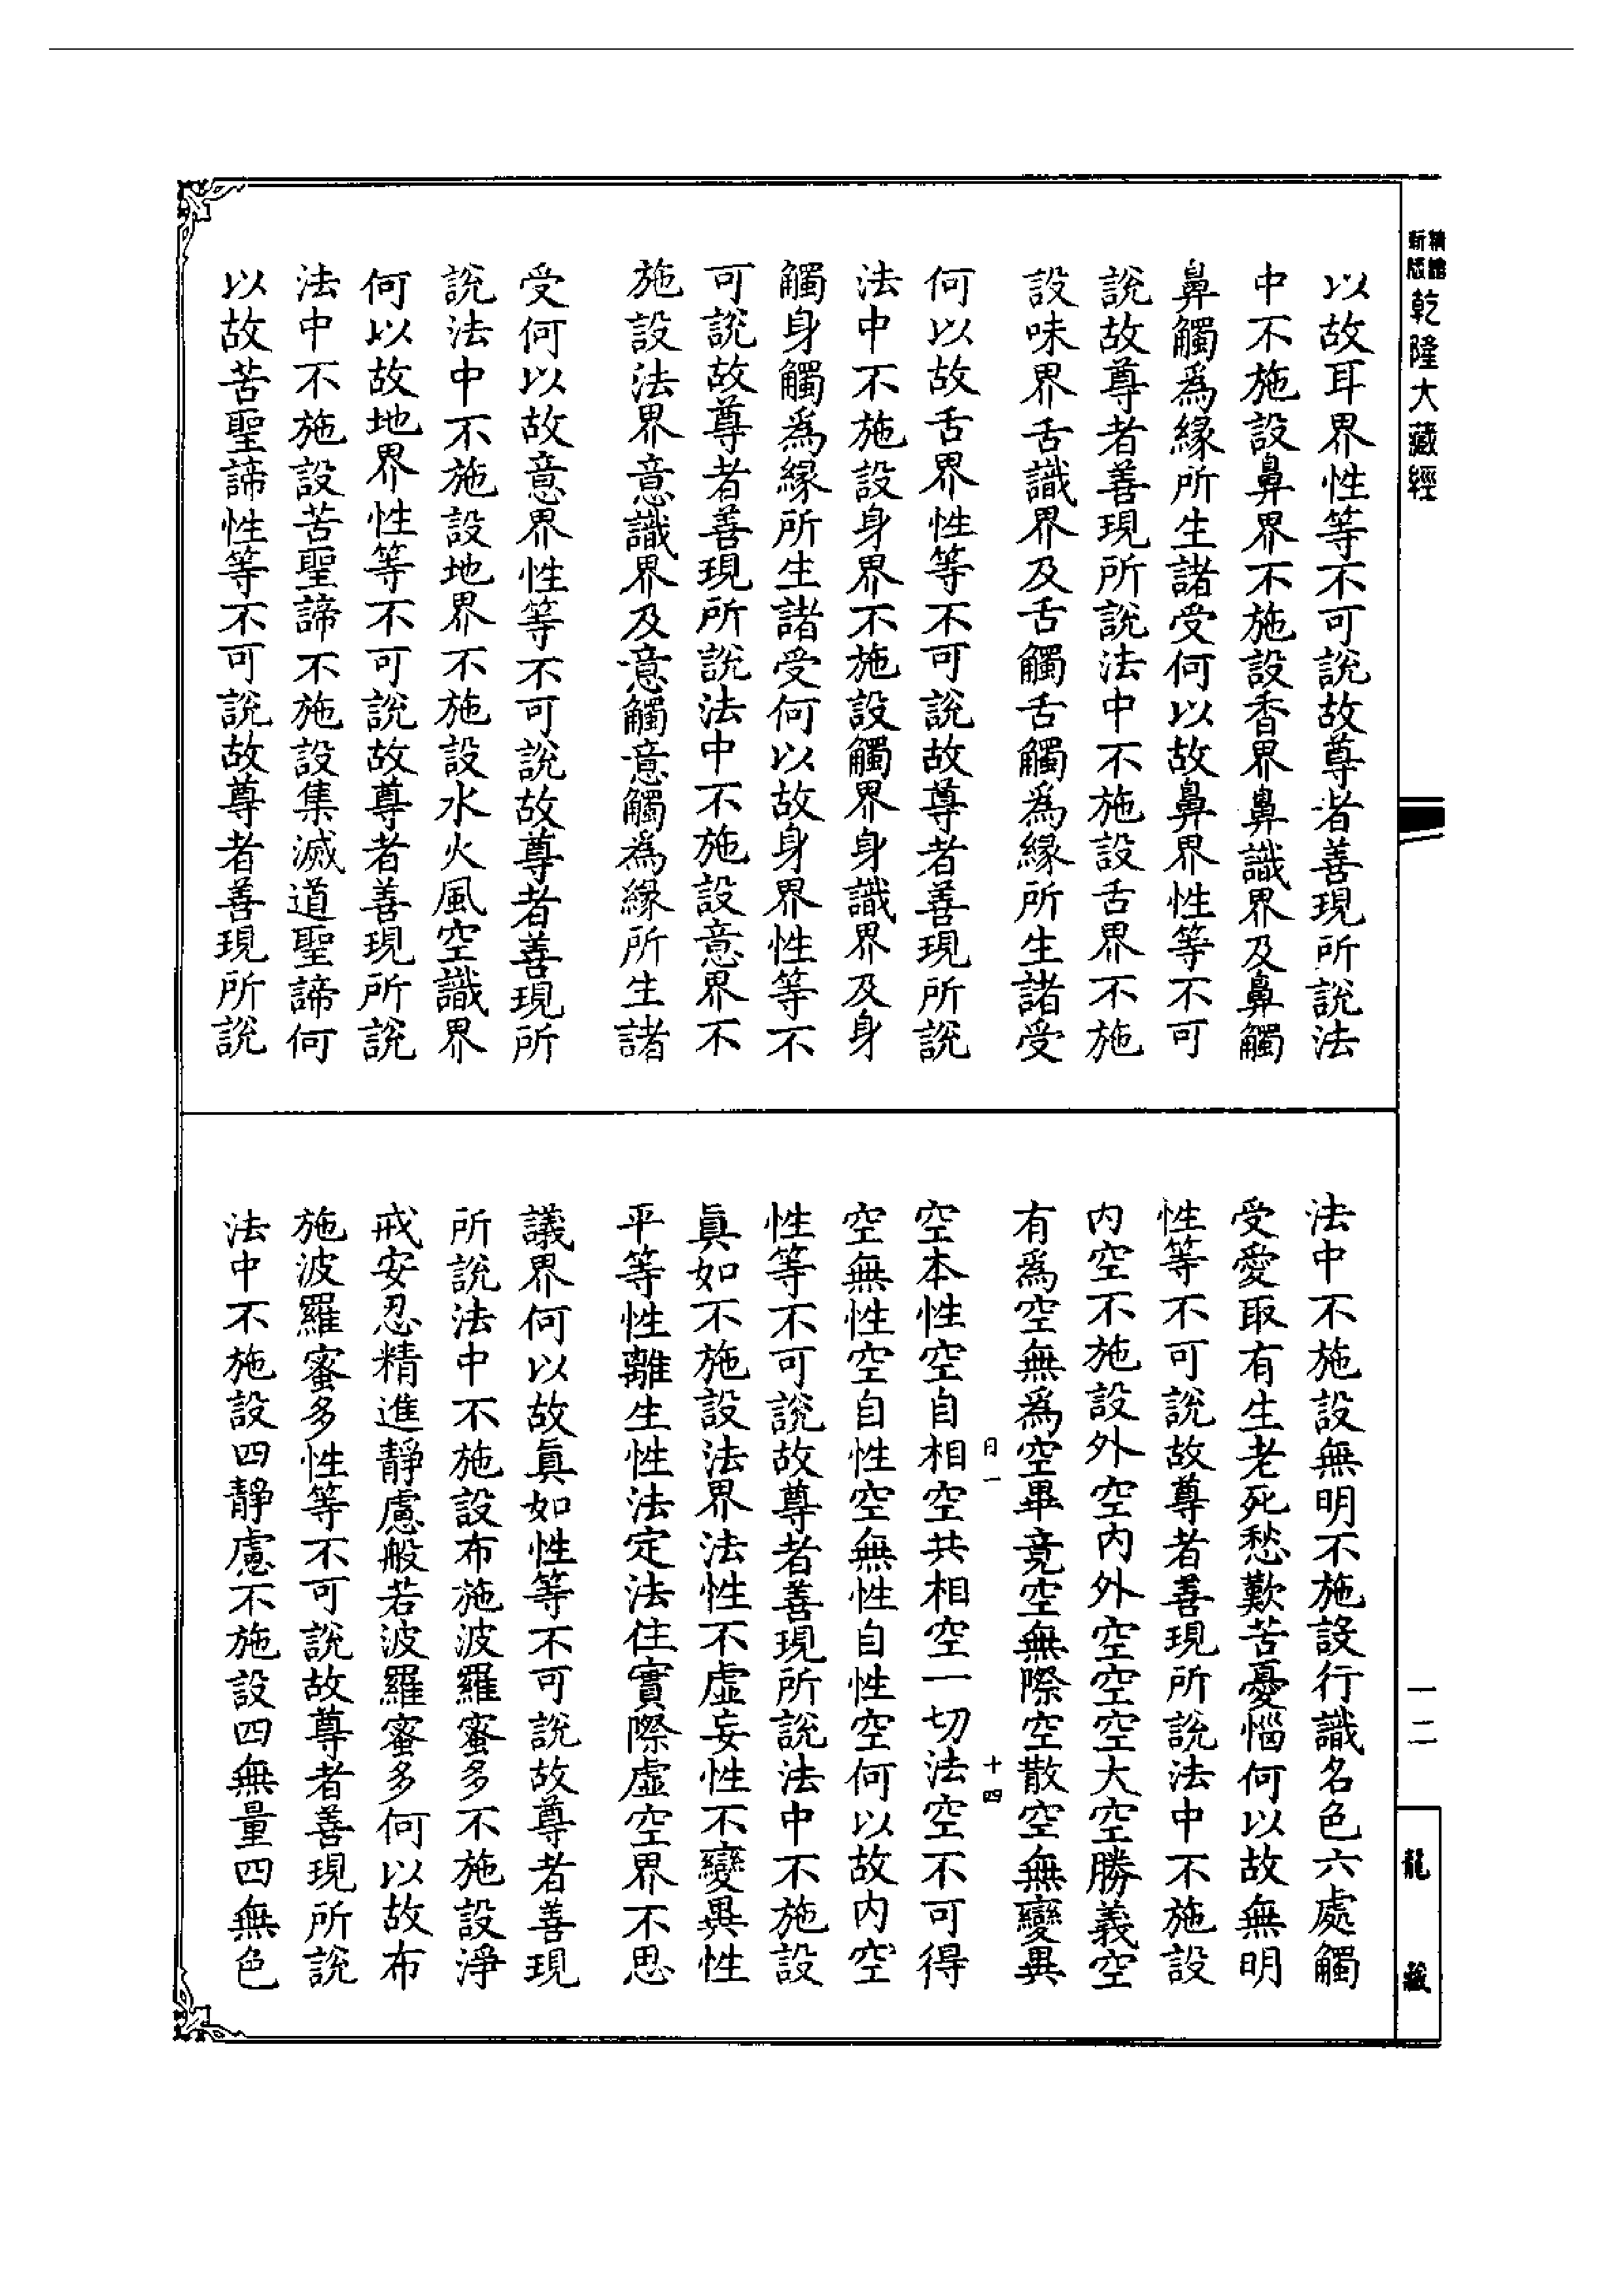 乾隆大藏經
以故耳界性等不可說故尊者善現所說法
中不施設鼻界不施設香界鼻識界及鼻觸
鼻觸爲緣所生諸受何以故鼻界性等不可
說故尊者善現所說法中不施設舌界不施
設味界舌識界及舌觸舌觸爲緣所生諸受
何以故舌界性等不可說故尊者善現所說
法中不施設身界不施設觸界身識界及身
觸身觸爲緣所生諸受何以故身界性等不
可說故尊者善現所說法中不施設意界不
施設法界意識界及意觸意觸爲緣所生諸
受何以故意界性等不可說故尊者善現所
說法中不施設地界不施設水火風空識界
何以故地界性等不可說故尊者善現所說
法中不施設苦聖諦不施設集滅道聖諦何
以故苦聖諦性等不可說故尊者善現所說
法中不施設無明不施設行識名色六處觸
受愛取有生老死愁歎苦憂惱何以故無明
性等不可說故尊者善現所說法中不施設
內空不施設外空內外空空空大空勝義空
有爲空無爲空畢竟空無際空散空無變異
日一
十四
空本性空自相空共相空一切法空不可得
空無性空自性空無性自性空何以故內空
性等不可說故尊者善現所說法中不施設
眞如不施設法界法性不虛妄性不變異性
平等性離生性法定法住實際虛空界不思
議界何以故眞如性等不可說故尊者善現
所說法中不施設布施波羅蜜多不施設淨
戒安忍精進靜慮般若波羅蜜多何以故布
施波羅蜜多性等不可說故尊者善現所說
法中不施設四靜慮不施設四無量四無色
一二
龍藏